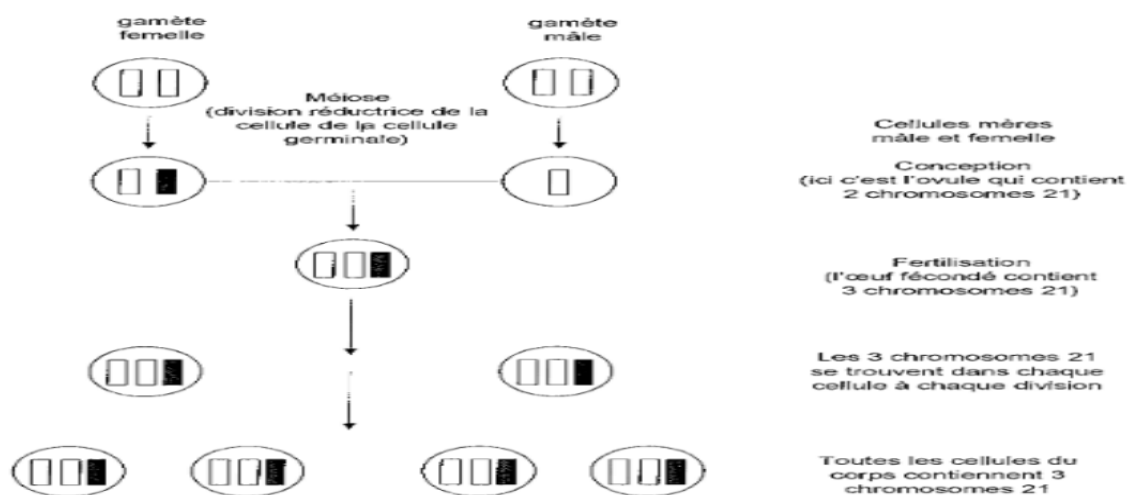 gamète
femelle
gamète
mâle
Méiose
(division réductrice de la
cellule de la cellule
germinale)
Cellules mères
mâle et femelle
Conception
(ici c'est l'ovule qui contient
2 chromosomes 21)
Fertilisation
(l'œuf fécondé contient
3 chromosomes 21)
Les 3 chromosomes 21
se trouvent dans chaque
cellule à chaque division
Toutes les cellules du
corps contiennent 3
chromosomes 21